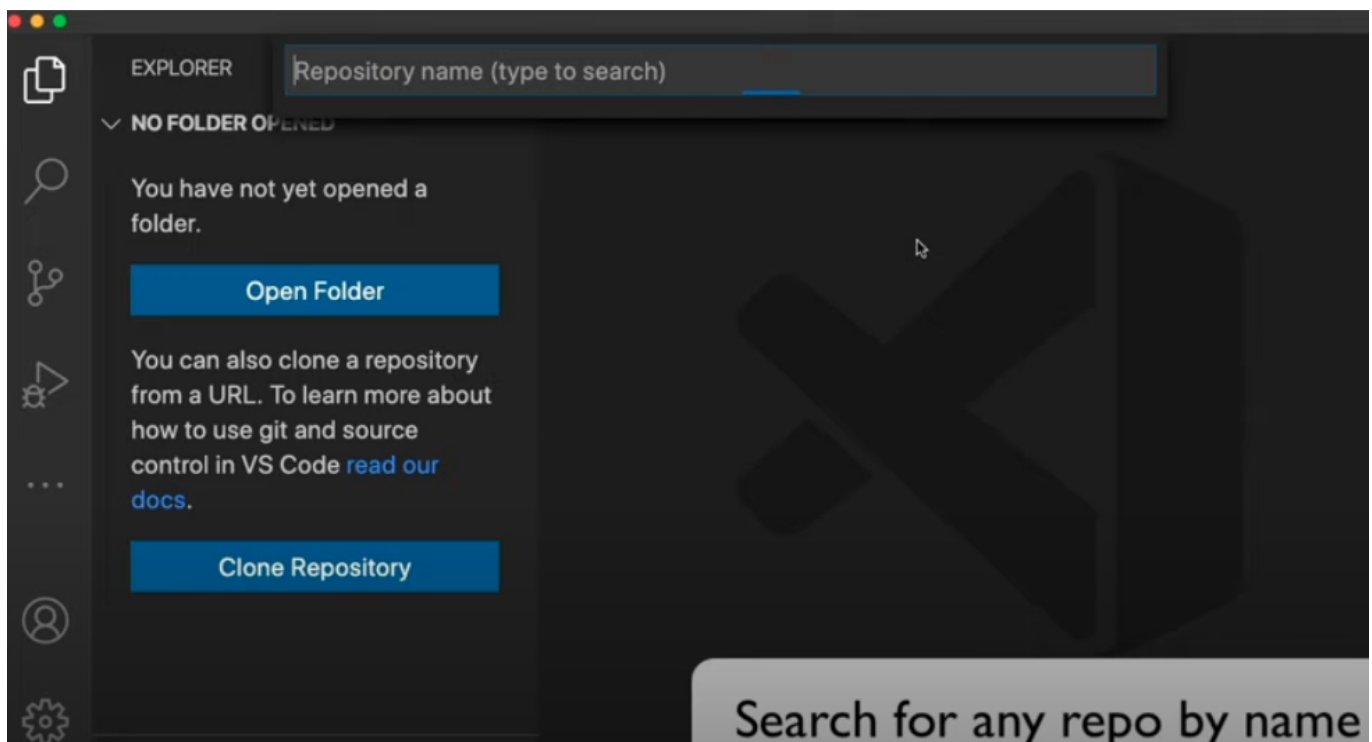 EXPLORER
Repository name (type to search)
NO FOLDER OPENED
You have not yet opened a
folder.
Open Folder
You can also clone a repository
from a URL. To learn more about
how to use git and source
control in VS Code read our
docs.
Clone Repository
Search for any repo by name